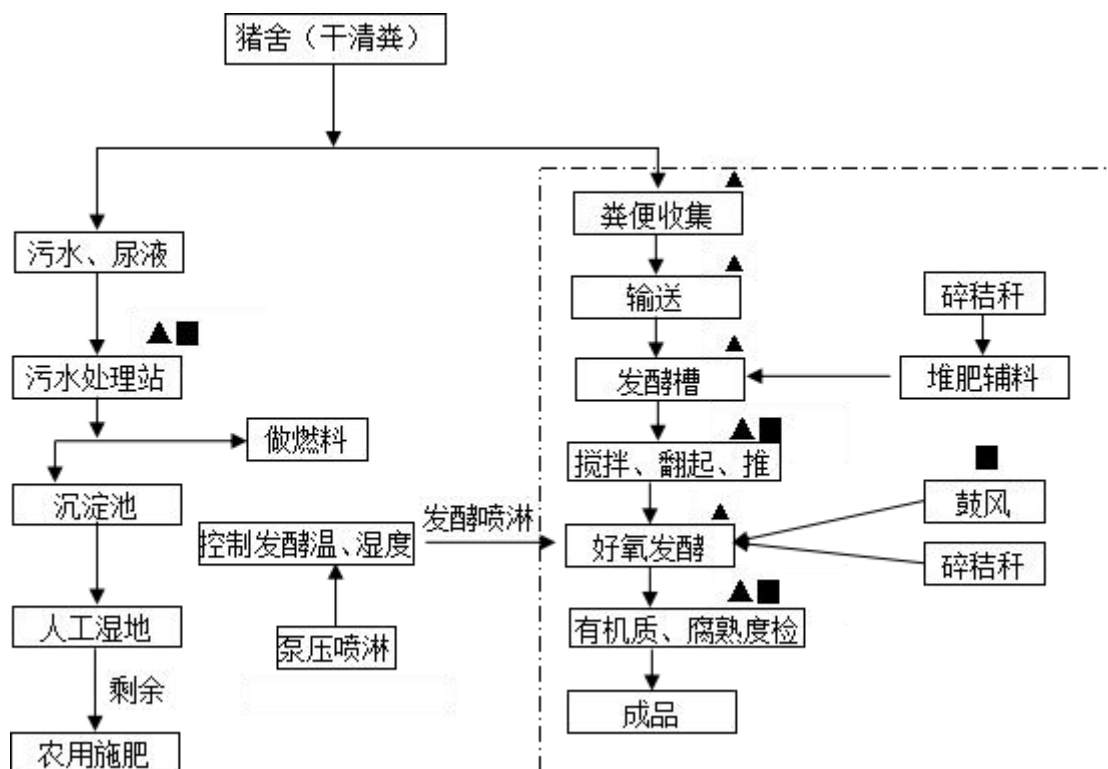 猪舍（干清粪）
污水、尿液
污水处理站
做燃料
沉淀池
人工湿地
剩余
农用施肥
控制发酵温、湿度
泵压喷淋
发酵喷淋
粪便收集
输送
发酵槽
搅拌、翻起、推
好氧发酵
有机质、腐熟度检
成品
碎秸秆
堆肥辅料
鼓风
碎秸秆